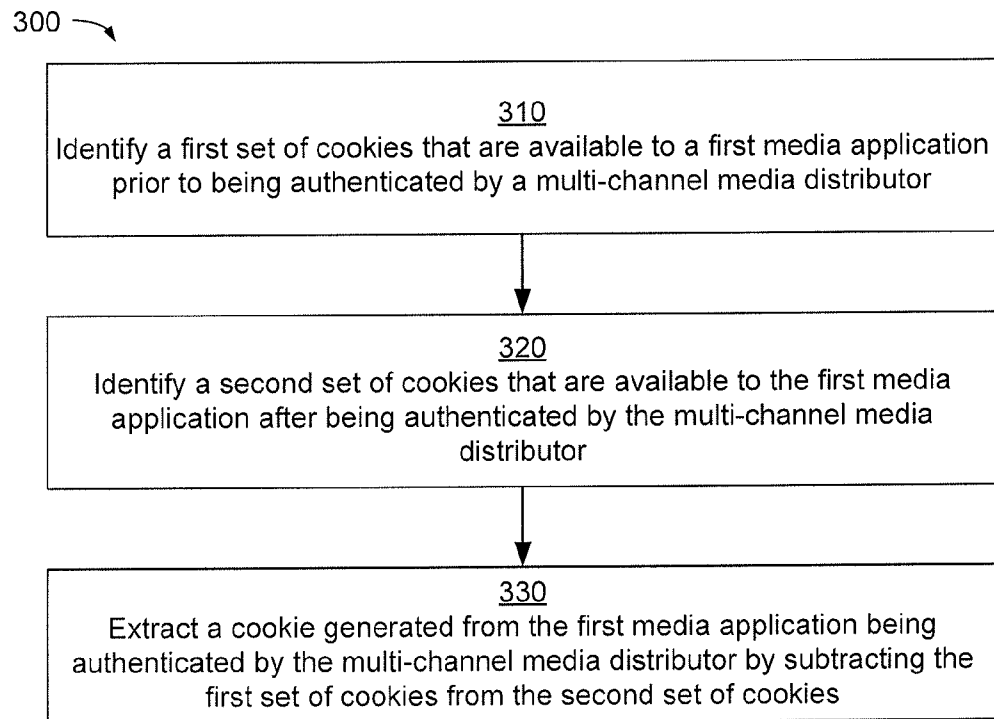 300
310
Identify a first set of cookies that are available to a first media application
prior to being authenticated by a multi-channel media distributor
320
Identify a second set of cookies that are available to the first media
application after being authenticated by the multi-channel media
distributor
330
Extract a cookie generated from the first media application being
authenticated by the multi-channel media distributor by subtracting the
first set of cookies from the second set of cookies